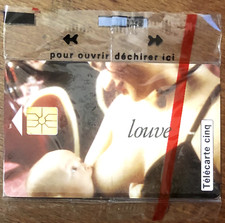 pour ouvrir déchirer ici
louve
Télécarte cinq